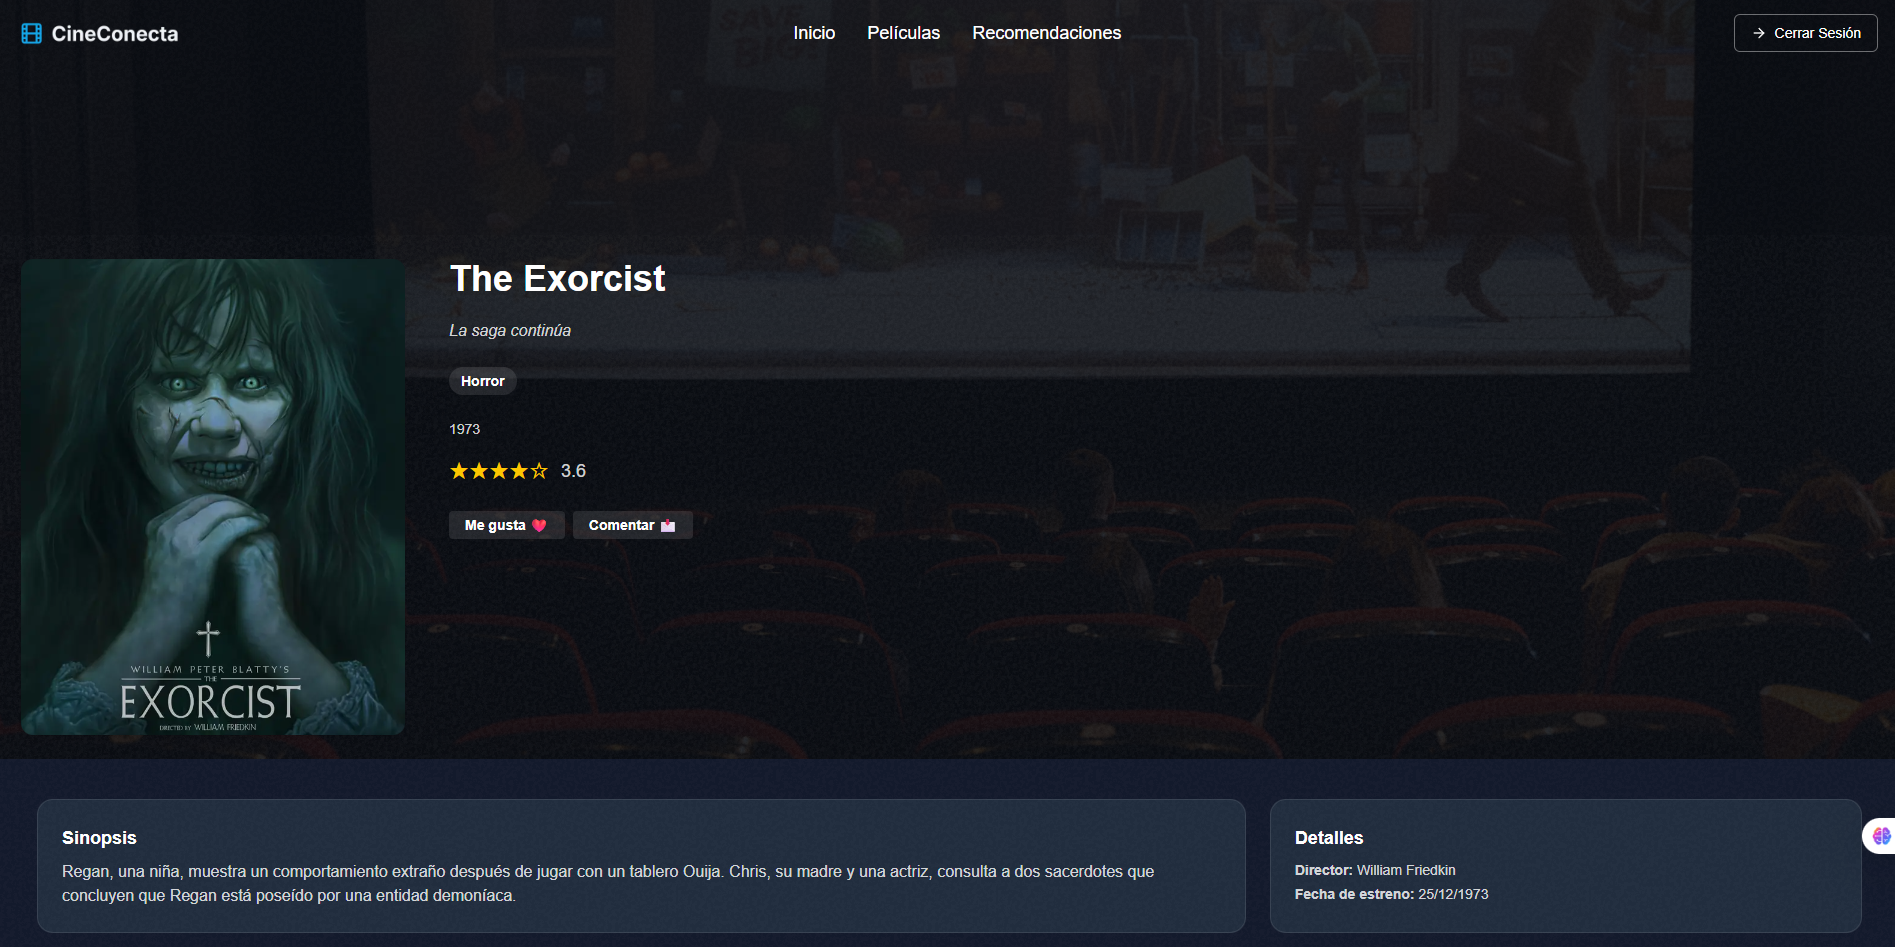 CineConecta
Inicio
Películas
Recomendaciones
Cerrar Sesión
The Exorcist
La saga continúa
Horror
1973
3.6
Me gusta
Comentar
WILLIAM PETER BLATTY'S
THE
EXORCIST
DIRECTED BY WILLIAM FRIEDKIN
Sinopsis
Regan, una niña, muestra un comportamiento extraño después de jugar con un tablero Ouija. Chris, su madre y una actriz, consulta a dos sacerdotes que
concluyen que Regan está poseído por una entidad demoníaca.
Detalles
Director: William Friedkin
Fecha de estreno: 25/12/1973